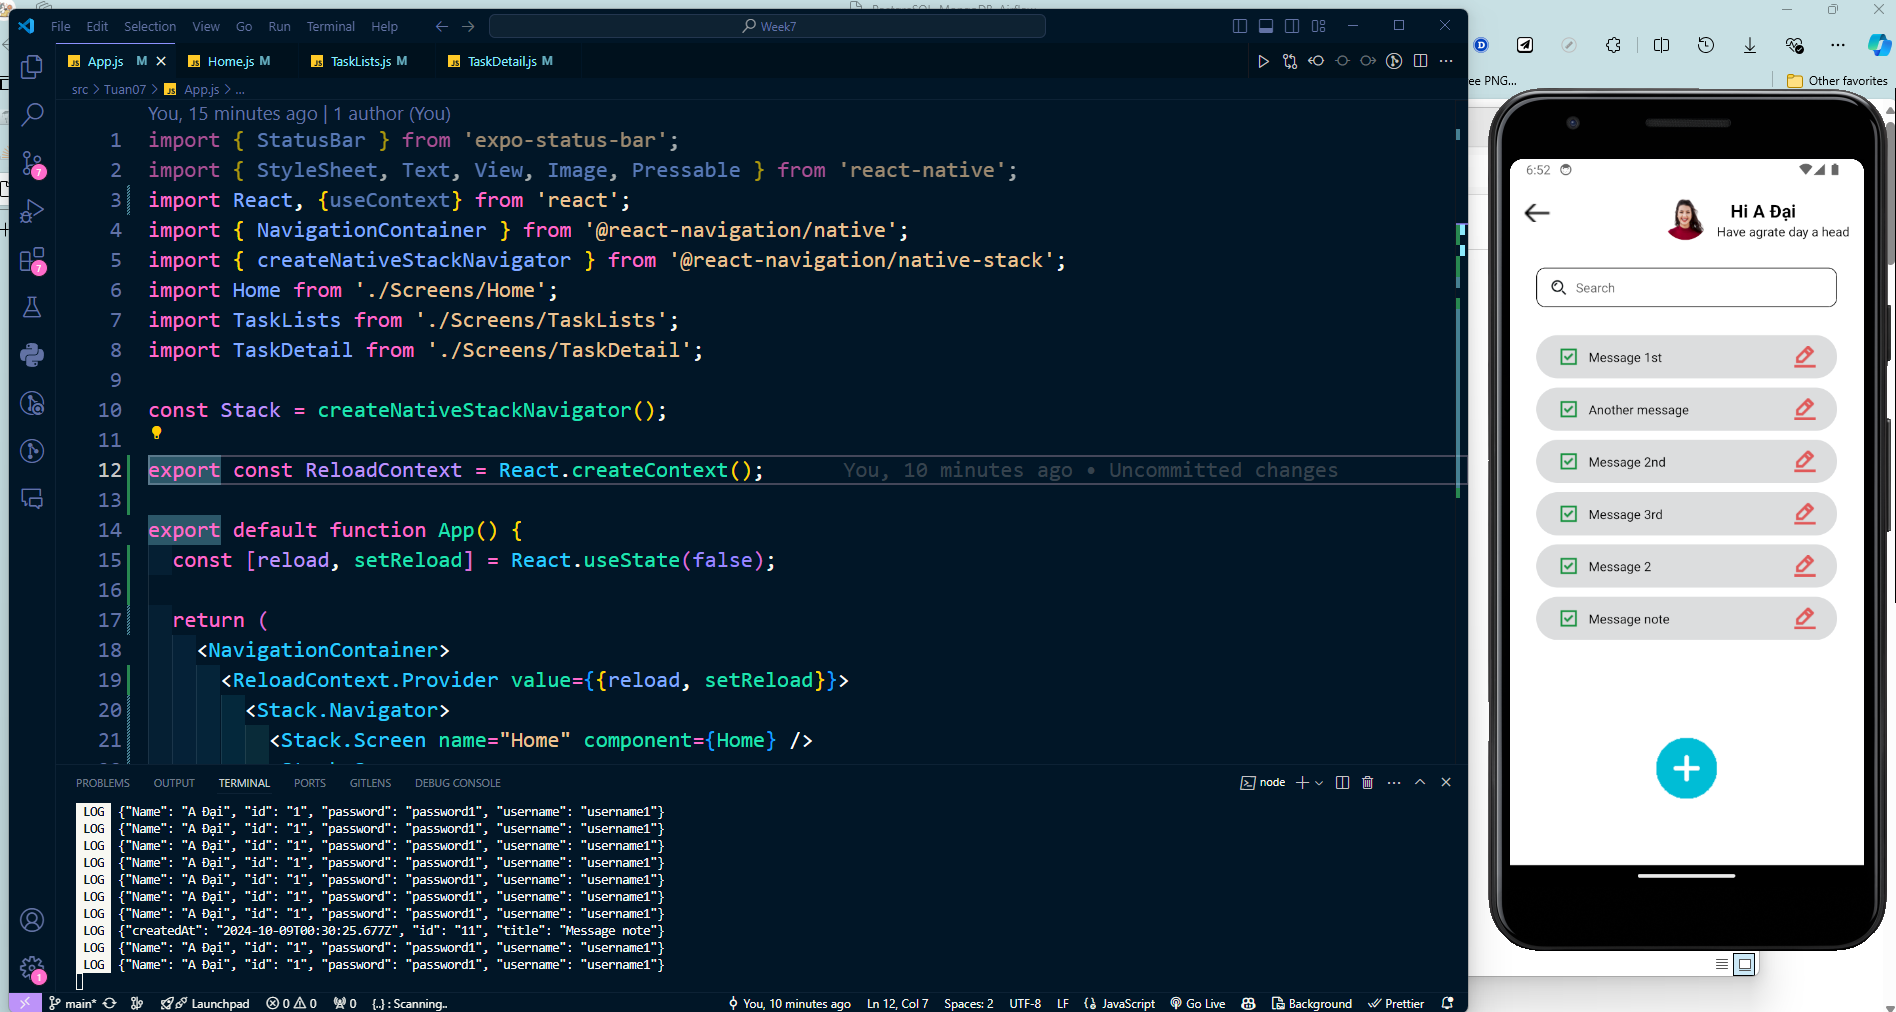 File Edit Selection View Go Run Terminal Help
Week7
App.js M
Home.js M
TaskLists.js M
TaskDetail.js M
src > Tuan07 > App.js > ...
You, 15 minutes ago | 1 author (You)
1 import { StatusBar } from 'expo-status-bar';
2 import { StyleSheet, Text, View, Image, Pressable } from 'react-native';
3 import React, {useContext} from 'react';
4 import { NavigationContainer } from '@react-navigation/native';
5 import { createNativeStackNavigator } from '@react-navigation/native-stack';
6 import Home from './Screens/Home';
7 import TaskLists from './Screens/TaskLists';
8 import TaskDetail from './Screens/TaskDetail';
9
10 const Stack = createNativeStackNavigator();
11
12 export const ReloadContext = React.createContext(); You, 10 minutes ago • Uncommitted changes
13
14 export default function App() {
15 const [reload, setReload] = React.useState(false);
16
17 return (
18 <NavigationContainer>
19 <ReloadContext.Provider value={{reload, setReload}}>
20 <Stack.Navigator>
21 <Stack.Screen name="Home" component={Home} />
7
7
1
PROBLEMS OUTPUT TERMINAL PORTS GITLENS DEBUG CONSOLE
node
LOG {"Name": "A Đại", "id": "1", "password": "password1", "username": "username1"}
LOG {"Name": "A Đại", "id": "1", "password": "password1", "username": "username1"}
LOG {"Name": "A Đại", "id": "1", "password": "password1", "username": "username1"}
LOG {"Name": "A Đại", "id": "1", "password": "password1", "username": "username1"}
LOG {"Name": "A Đại", "id": "1", "password": "password1", "username": "username1"}
LOG {"Name": "A Đại", "id": "1", "password": "password1", "username": "username1"}
LOG {"Name": "A Đại", "id": "1", "password": "password1", "username": "username1"}
LOG {"createdAt": "2024-10-09T00:30:25.677Z", "id": "11", "title": "Message note"}
LOG {"Name": "A Đại", "id": "1", "password": "password1", "username": "username1"}
LOG {"Name": "A Đại", "id": "1", "password": "password1", "username": "username1"}
main* Launchpad 0 0 0 {..} : Scanning..
You, 10 minutes ago Ln 12, Col 7 Spaces: 2 UTF-8 LF JavaScript Go Live Background Prettier
D
ee PNG...
Other favorites
6:52
Hi A Đại
Have agrate day a head
Search
Message 1st
Another message
Message 2nd
Message 3rd
Message 2
Message note